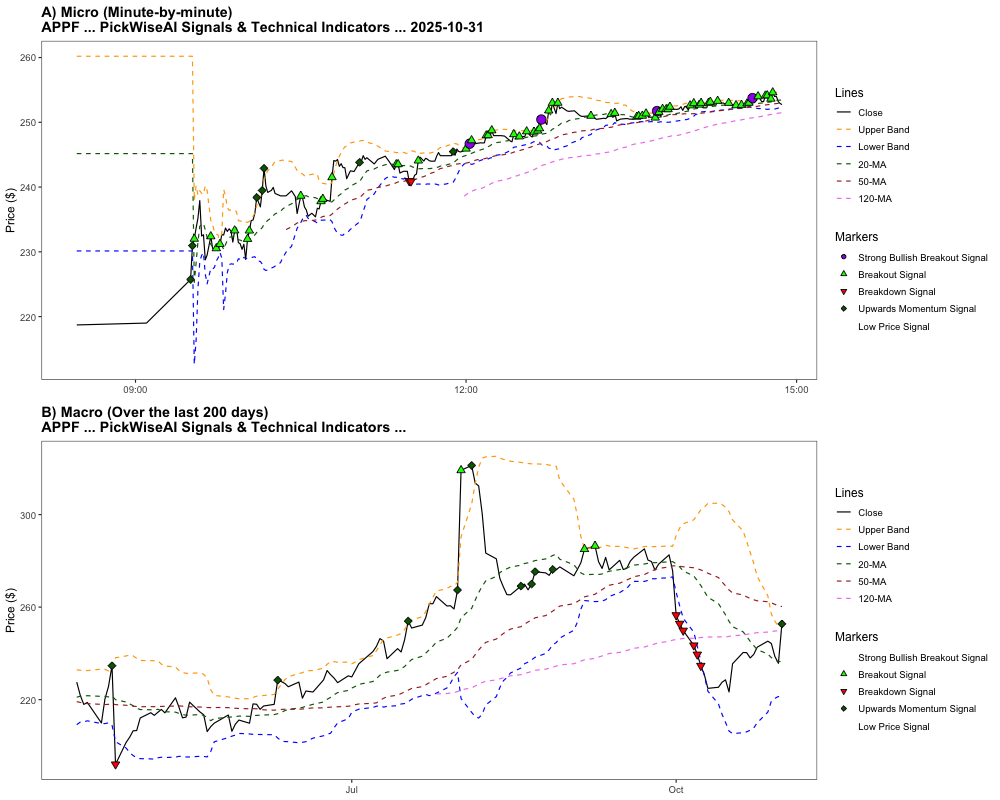 A) Micro (Minute-by-minute)
APPF ... PickWiseAI Signals & Technical Indicators ... 2025-10-31
260
250
240
230
220
Price ($)
09:00
12:00
15:00
Lines
Close
Upper Band
Lower Band
20-MA
50-MA
120-MA
Markers
Strong Bullish Breakout Signal
Breakout Signal
Breakdown Signal
Upwards Momentum Signal
Low Price Signal
B) Macro (Over the last 200 days)
APPF ... PickWiseAI Signals & Technical Indicators ...
300
260
220
Price ($)
Jul
Oct
Lines
Close
Upper Band
Lower Band
20-MA
50-MA
120-MA
Markers
Strong Bullish Breakout Signal
Breakout Signal
Breakdown Signal
Upwards Momentum Signal
Low Price Signal